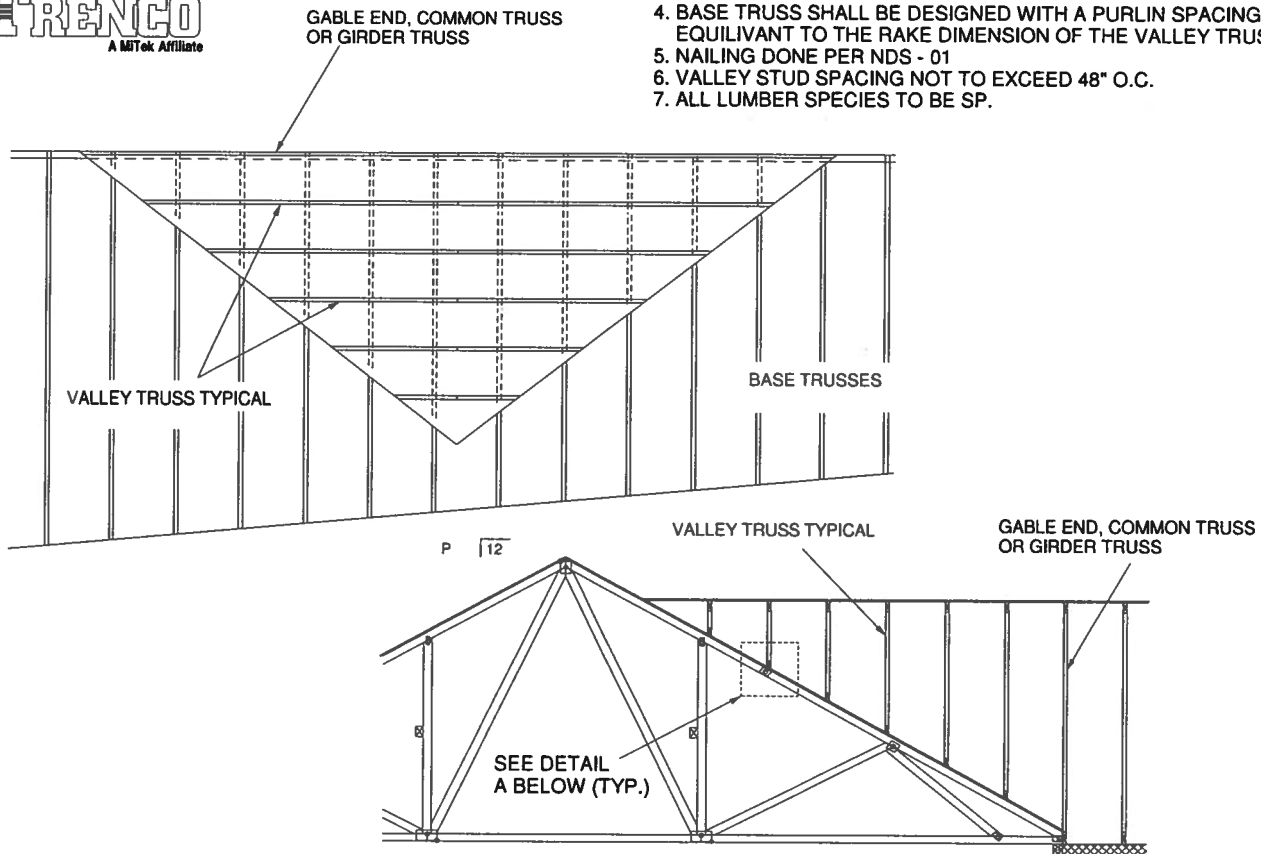 TRENCO
A MiTek Affiliate
GABLE END, COMMON TRUSS
OR GIRDER TRUSS
4. BASE TRUSS SHALL BE DESIGNED WITH A PURLIN SPACING
EQUILIVANT TO THE RAKE DIMENSION OF THE VALLEY
5. NAILING DONE PER NDS - 01
6. VALLEY STUD SPACING NOT TO EXCEED 48" O.C.
7. ALL LUMBER SPECIES TO BE SP.
VALLEY TRUSS TYPICAL
BASE TRUSSES
P 12
VALLEY TRUSS TYPICAL
GABLE END, COMMON TRUSS
OR GIRDER TRUSS
SEE DETAIL
A BELOW (TYP.)